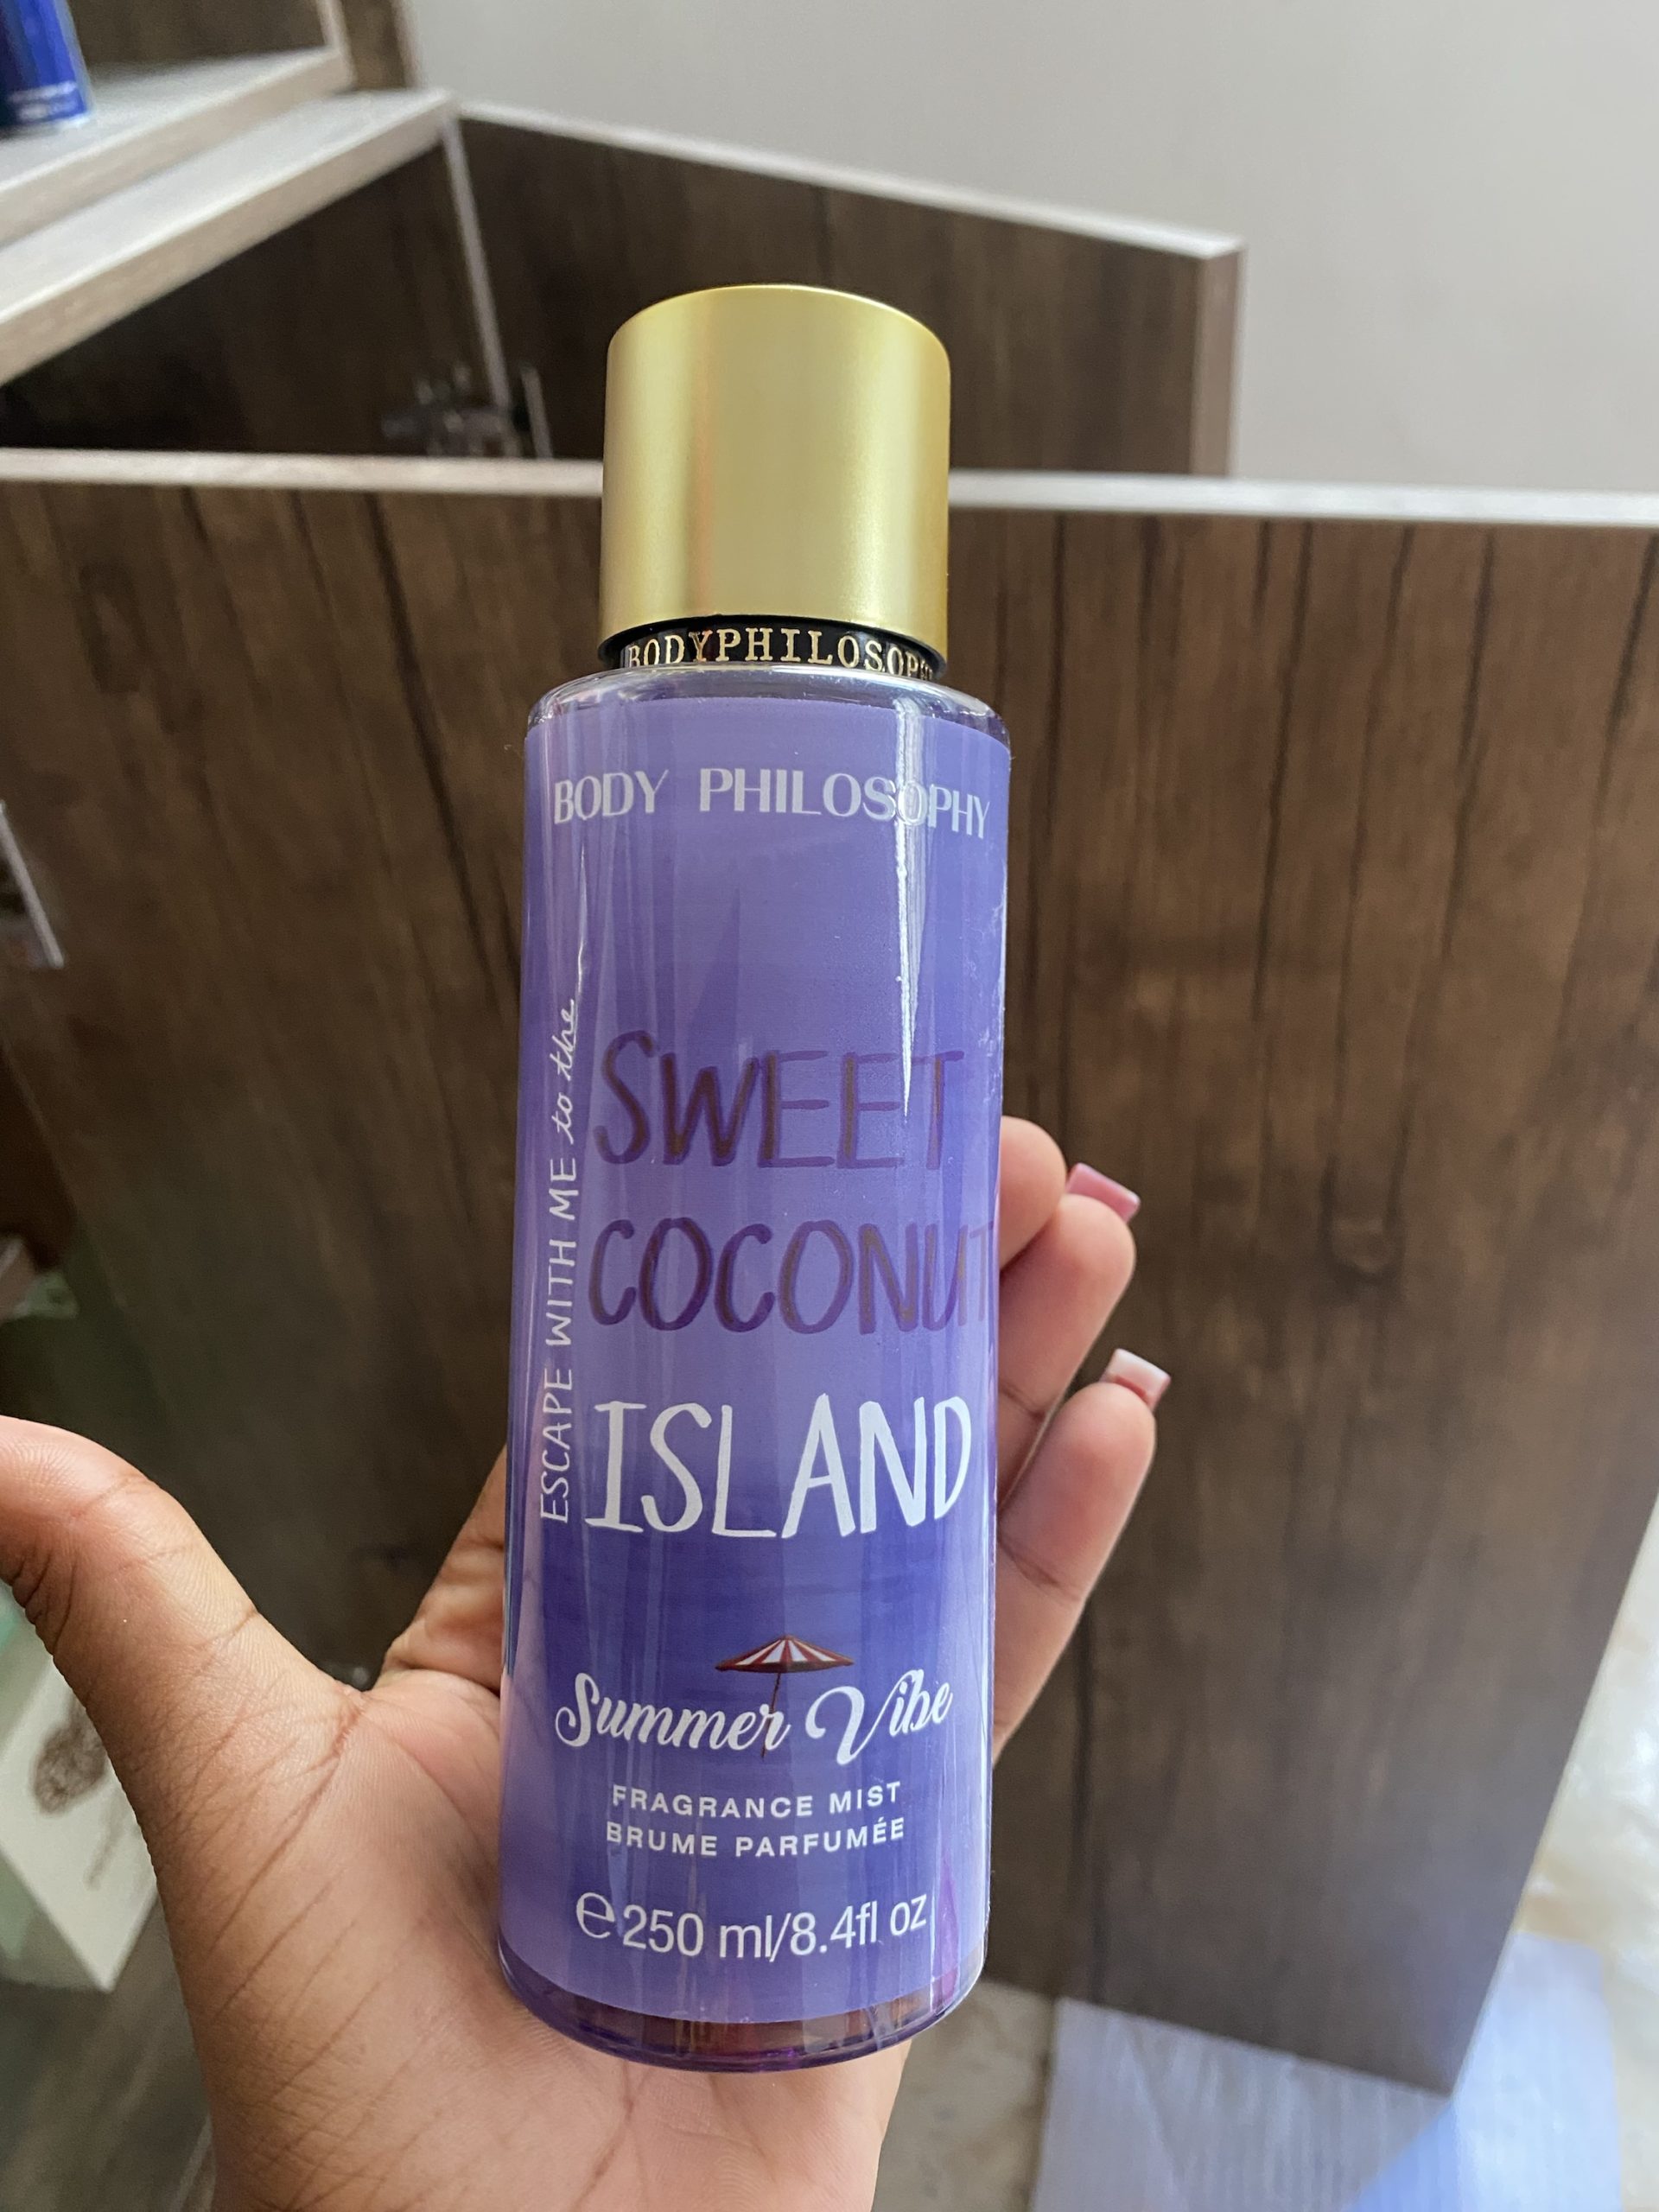 BODYPHILOSOP
BODY PHILOSOPHY
ESCAPE WITH ME to the
SWEET
COCONUT
ISLAND
Summer Vibe
FRAGRANCE MIST
BRUME PARFUMÉE
e 250 ml/8.4fl oz